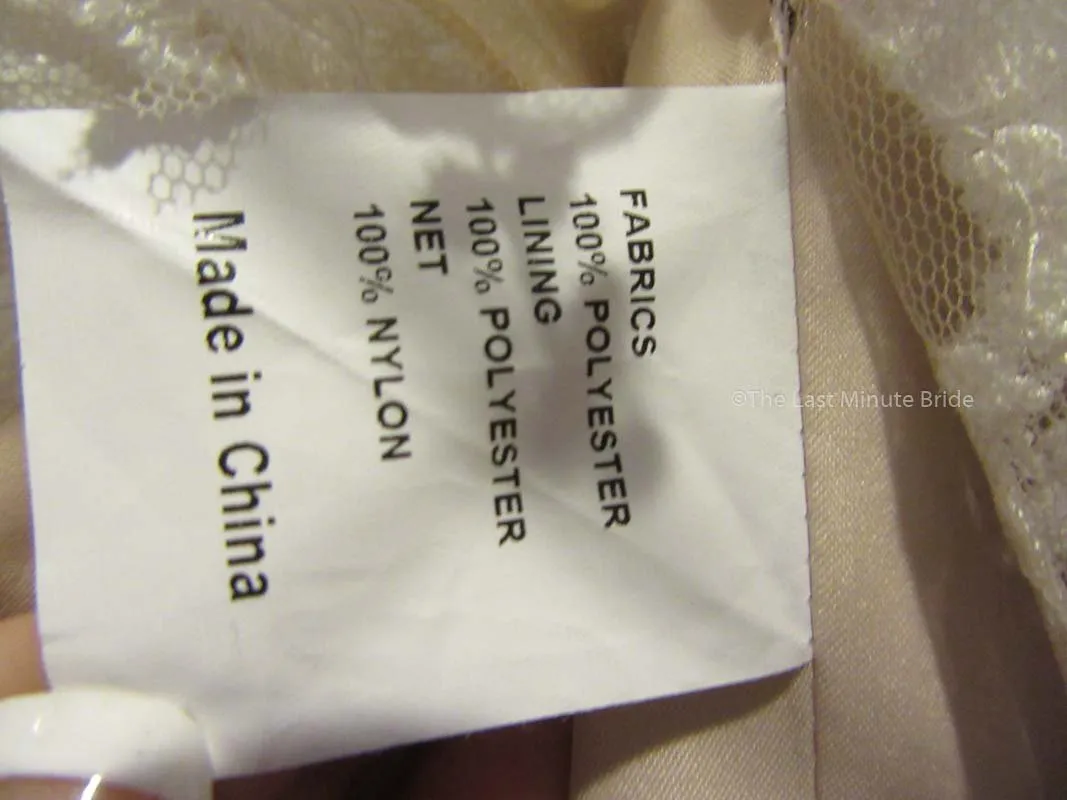 FABRICS
100% POLYESTER
LINING
100% POLYESTER
NET
100% NYLON
Made in China
©The Last Minute Bride